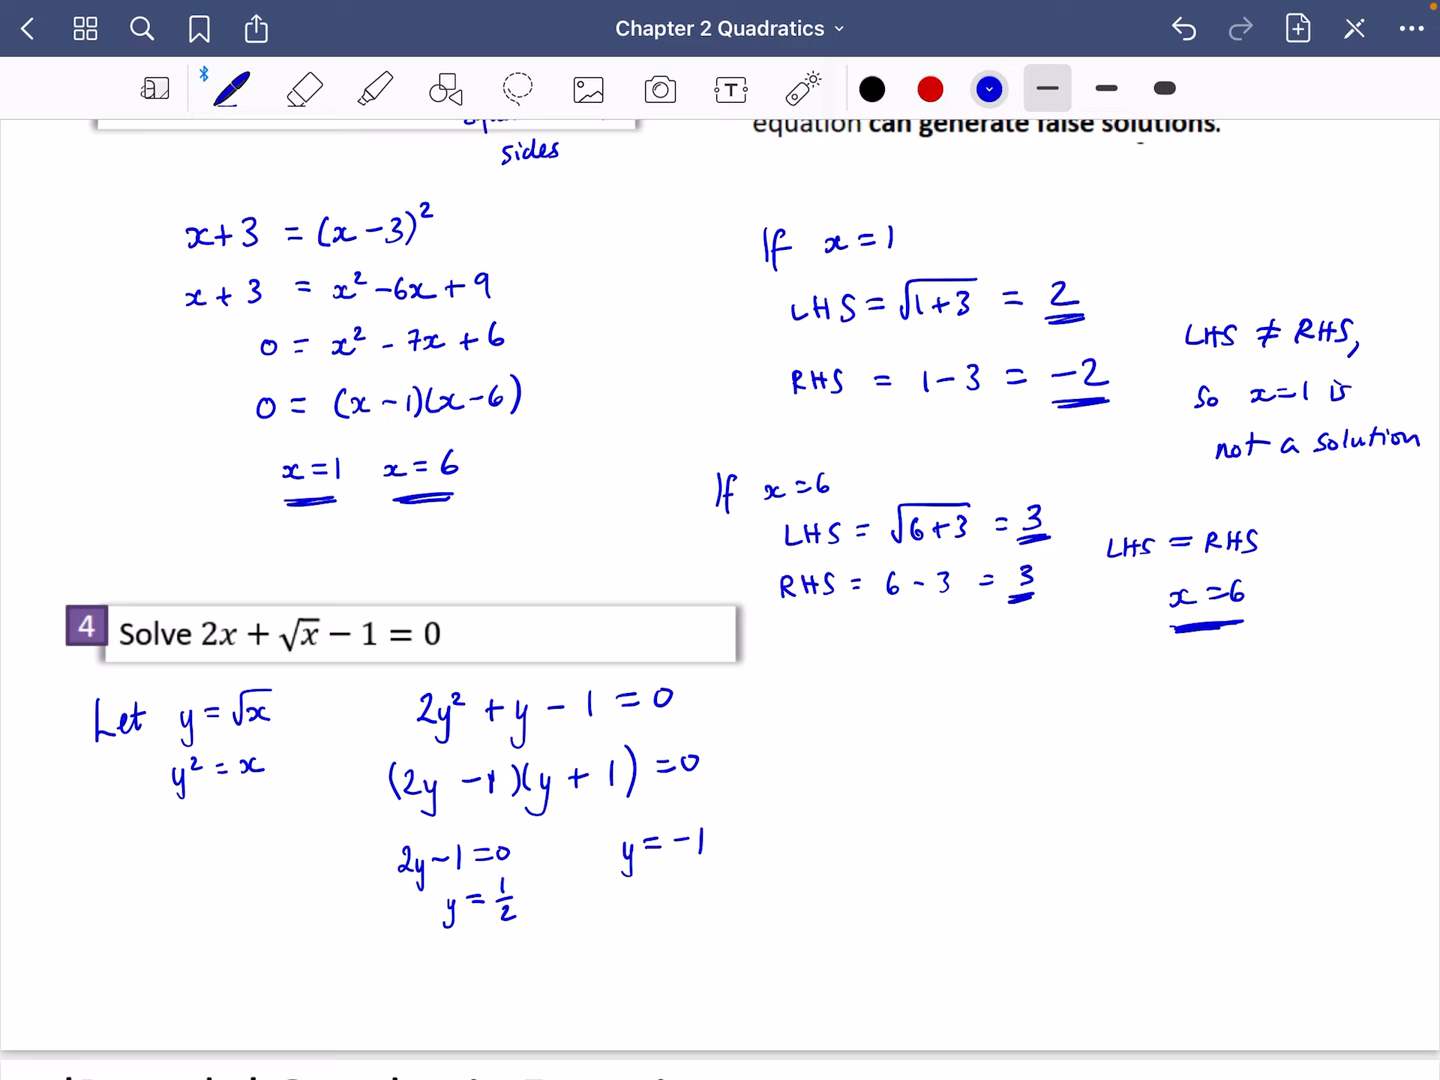 Chapter 2 Quadratics
equation can generate false solutions.
sides
x+3 = (x-3)²
x+3 = x²-6x+9
0 = x²-7x+6
0 = (x-1)(x-6)
x=1 x=6
If x=1
LHS = √(1+3) = 2
RHS = 1-3 = -2
LHS ≠ RHS,
so x=1 is
not a solution
If x=6
LHS = √(6+3) = 3
RHS = 6-3 = 3
LHS = RHS
x=6
4 Solve 2x + √x − 1 = 0
Let y=√x
y²=x
2y²+y-1=0
(2y-1)(y+1)=0
2y-1=0
y=1/2
y=-1